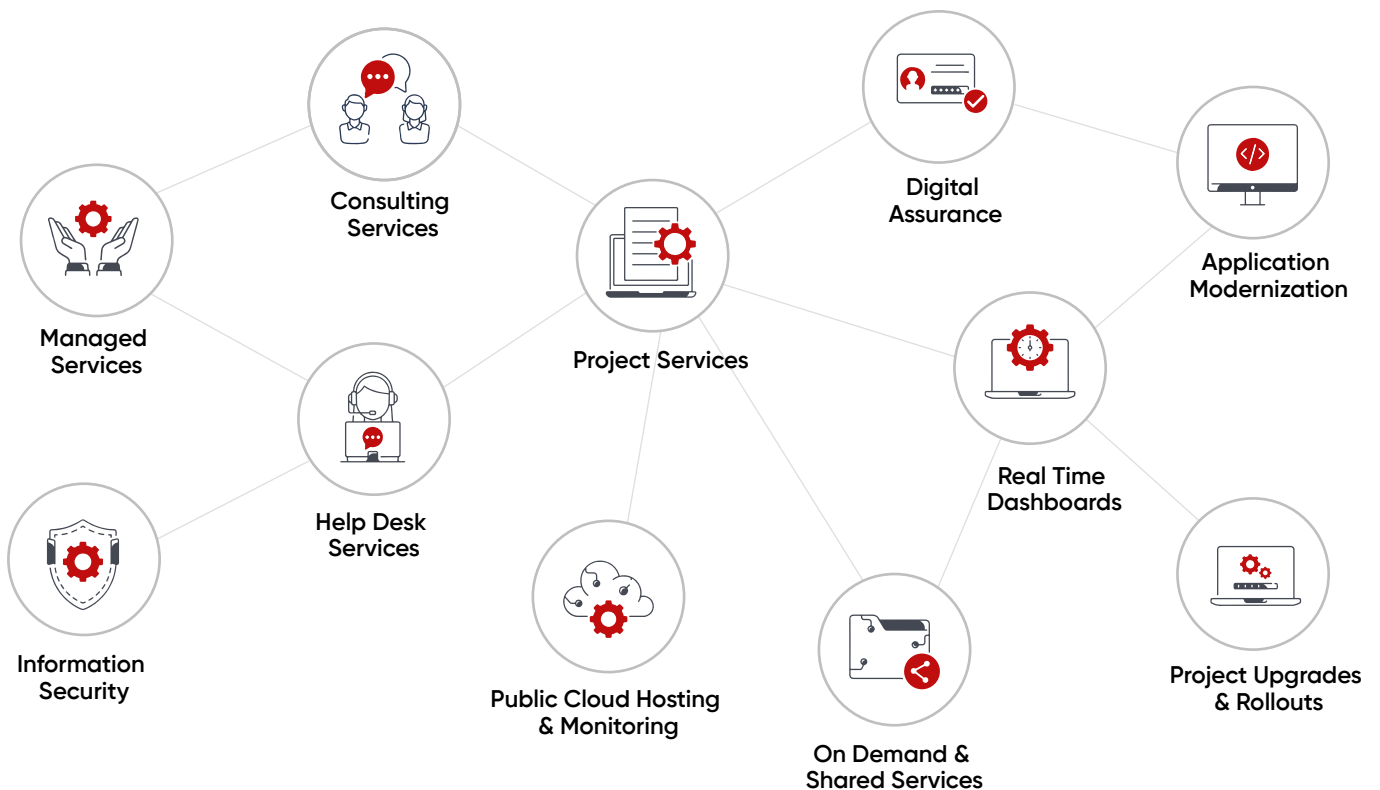 Consulting
Services
Digital
Assurance
Application
Modernization
Managed
Services
Project Services
Help Desk
Services
Real Time
Dashboards
Information
Security
Public Cloud Hosting
& Monitoring
On Demand &
Shared Services
Project Upgrades
& Rollouts